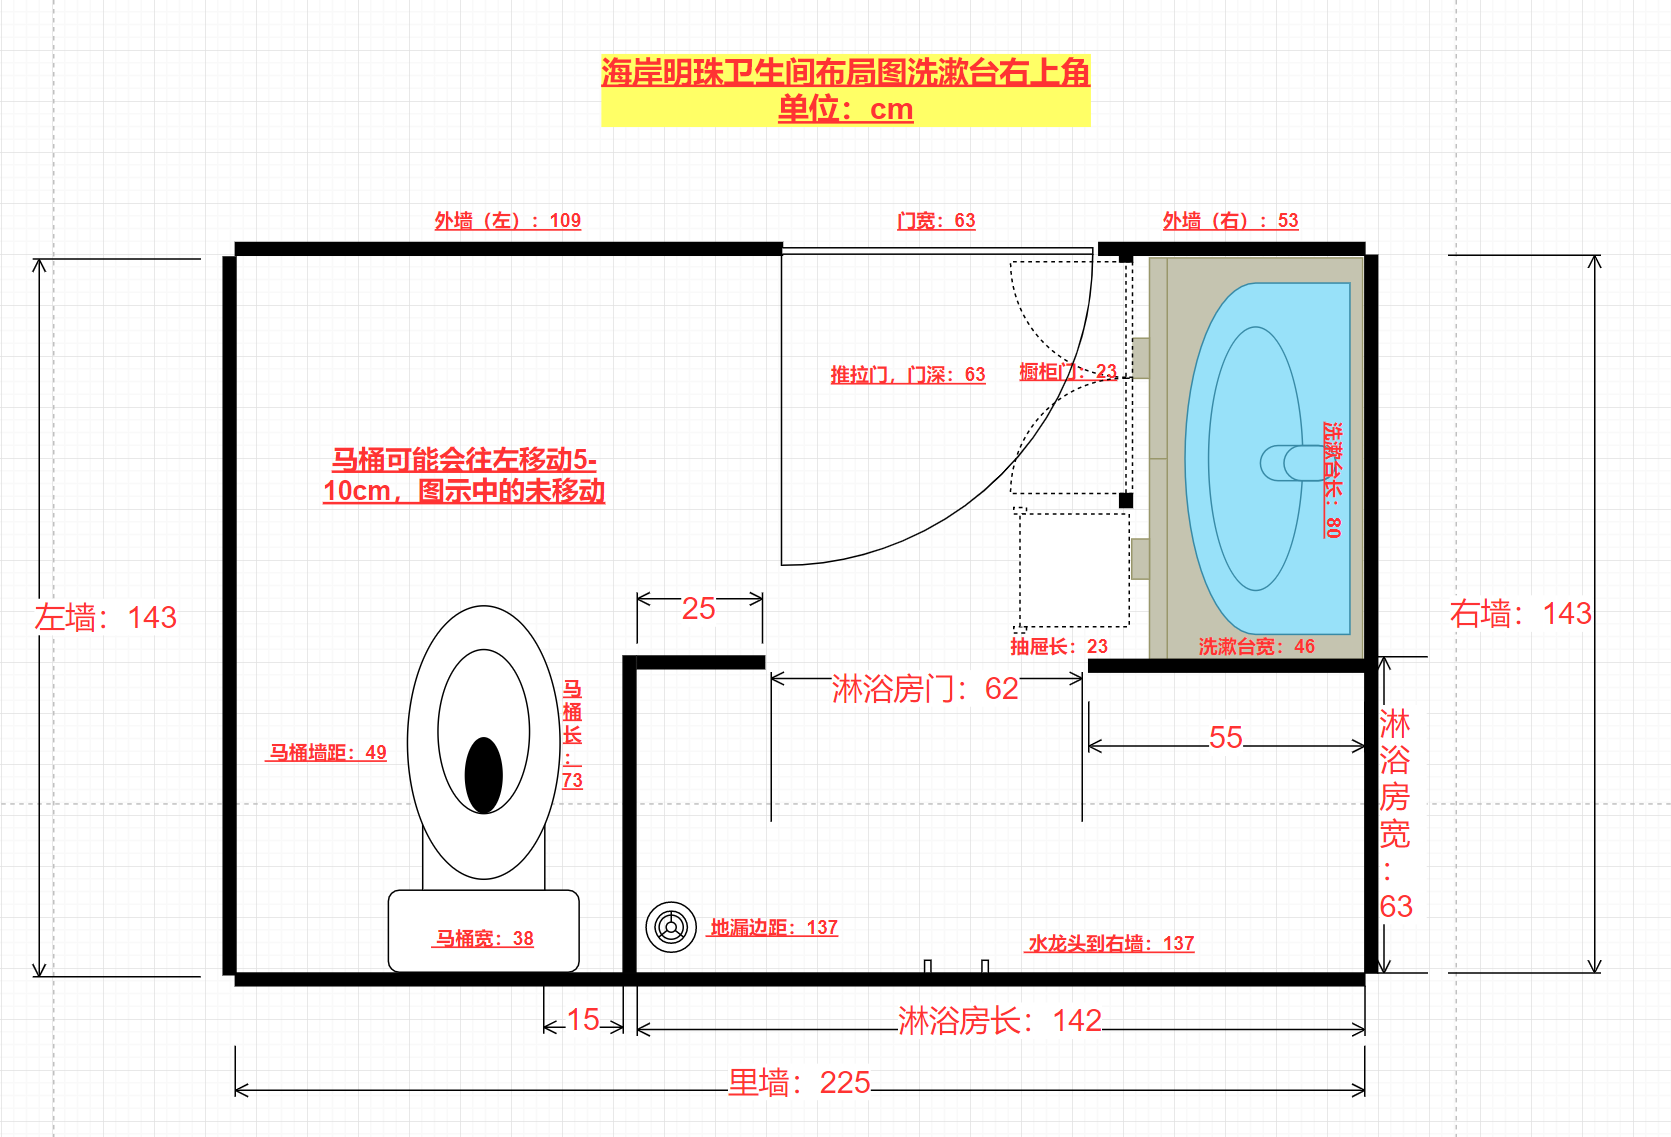 海岸明珠卫生间布局图洗漱台右上角
单位：cm
外墙（左）：109
门宽：63
外墙（右）：53
推拉门，门深：63
橱柜门：23
马桶可能会往左移动5-
10cm，图示中的未移动
洗漱台长：80
左墙：143
25
右墙：143
抽屉长：23
洗漱台宽：46
淋浴房门：62
马桶长：73
55
马桶墙距：49
淋浴房宽：63
马桶宽：38
地漏边距：137
水龙头到右墙：137
15
淋浴房长：142
里墙：225